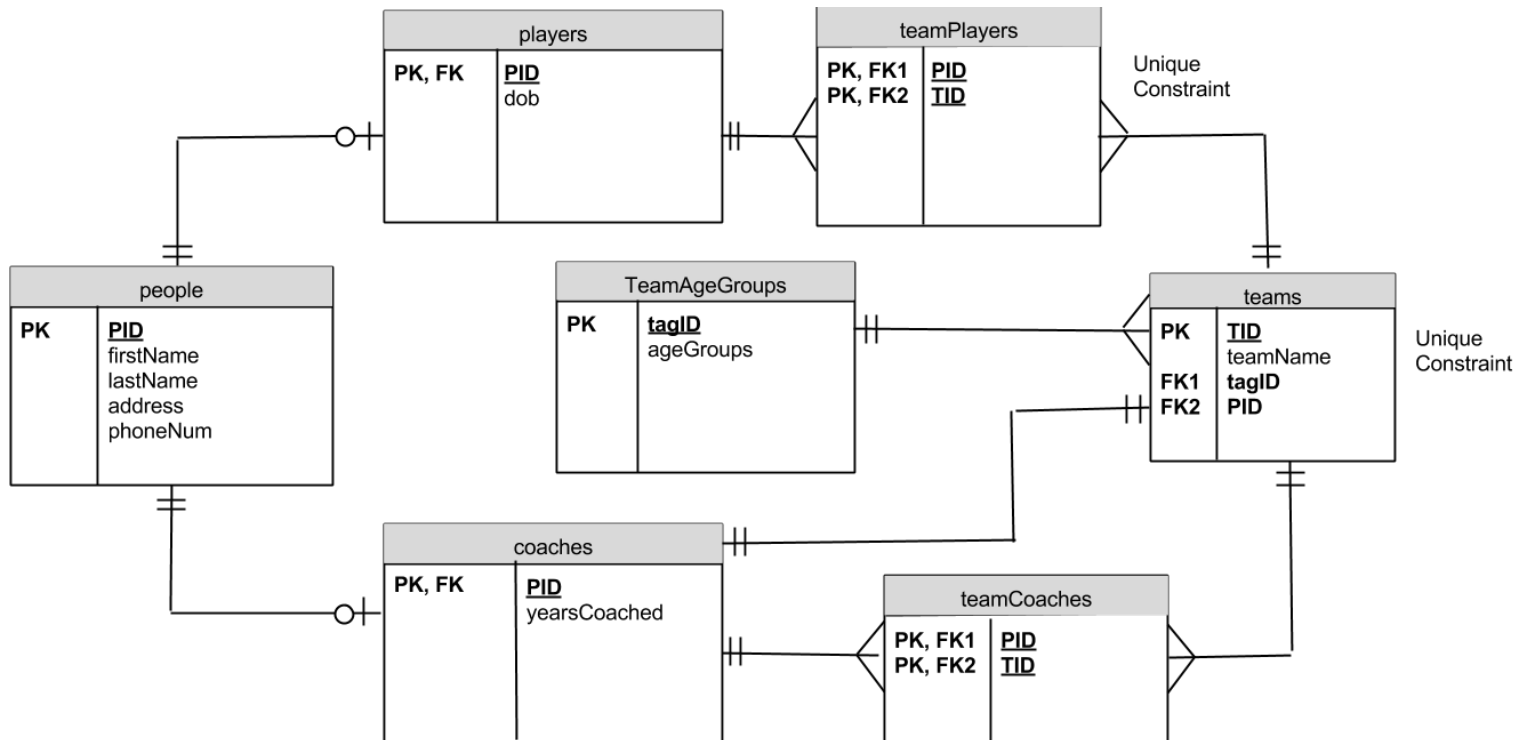 players
PK, FK PID
dob
teamPlayers
PK, FK1 PID
PK, FK2 TID
Unique
Constraint
people
PK PID
firstName
lastName
address
phoneNum
TeamAgeGroups
PK tagID
ageGroups
teams
PK TID
teamName
FK1 tagID
FK2 PID
Unique
Constraint
coaches
PK, FK PID
yearsCoached
teamCoaches
PK, FK1 PID
PK, FK2 TID